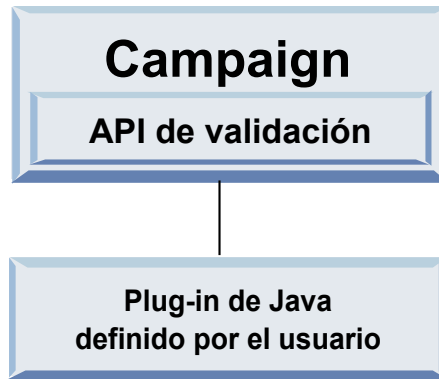 Campaign
API de validación
Plug-in de Java
definido por el usuario